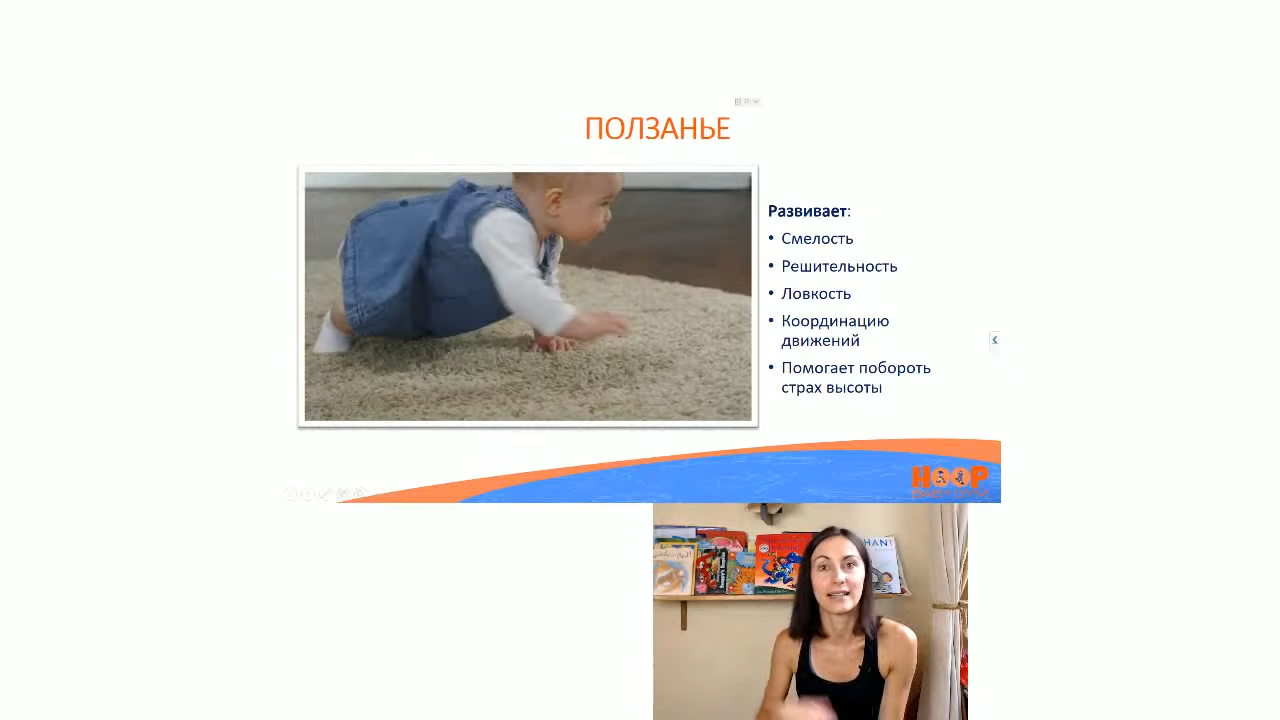 ПОЛЗАНЬЕ
Развивает:
• Смелость
• Решительность
• Ловкость
• Координацию
движений
• Помогает побороть
страх высоты
HOOP